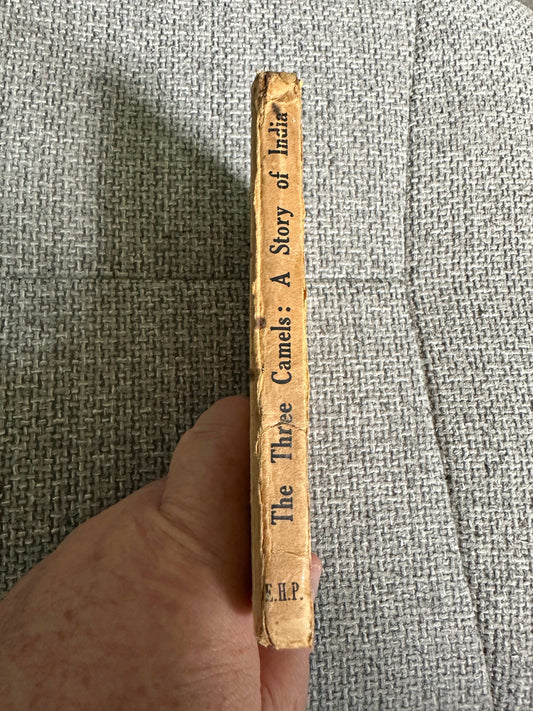 The Three Camels: A Story of India
E.H.P.